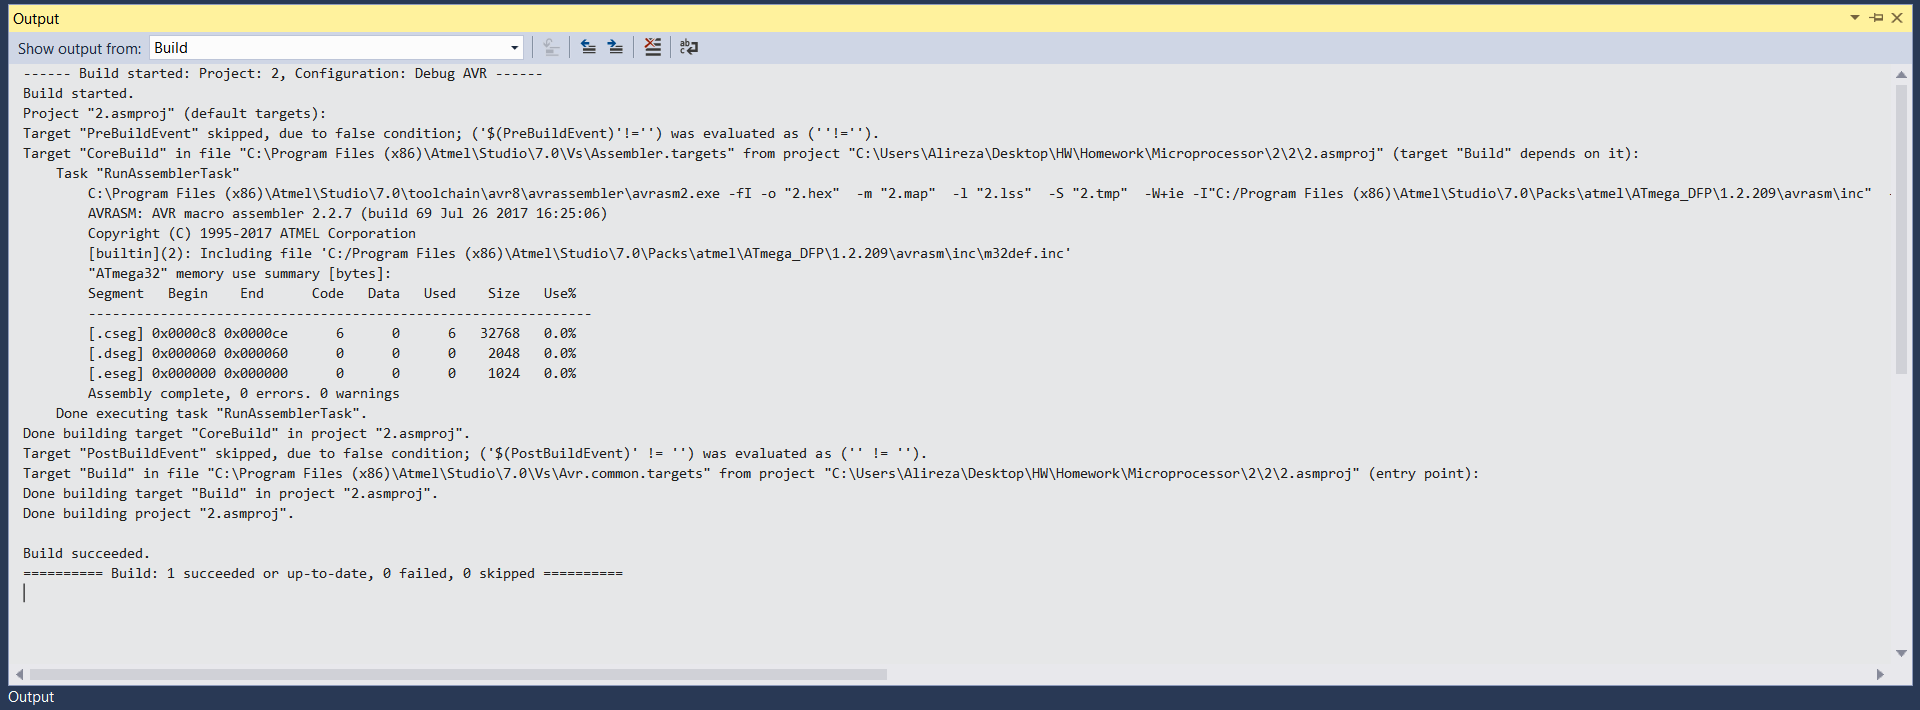 Output
Show output from: Build
------ Build started: Project: 2, Configuration: Debug AVR ------
Build started.
Project "2.asmproj" (default targets):
Target "PreBuildEvent" skipped, due to false condition; ('$(PreBuildEvent)'!='') was evaluated as (''!='').
Target "CoreBuild" in file "C:\Program Files (x86)\Atmel\Studio\7.0\Vs\Assembler.targets" from project "C:\Users\Alireza\Desktop\HW\Homework\Microprocessor\2\2\2.asmproj" (target "Build" depends on it):
    Task "RunAssemblerTask"
        C:\Program Files (x86)\Atmel\Studio\7.0\toolchain\avr8\avrassembler\avrasm2.exe -fI -o "2.hex"  -m "2.map"  -l "2.lss"  -S "2.tmp"  -W+ie -I"C:/Program Files (x86)\Atmel\Studio\7.0\Packs\atmel\ATmega_DFP\1.2.209\avrasm\inc"  -
        AVRASM: AVR macro assembler 2.2.7 (build 69 Jul 26 2017 16:25:06)
        Copyright (C) 1995-2017 ATMEL Corporation
        [builtin](2): Including file 'C:/Program Files (x86)\Atmel\Studio\7.0\Packs\atmel\ATmega_DFP\1.2.209\avrasm\inc\m32def.inc'
        "ATmega32" memory use summary [bytes]:
        Segment   Begin    End      Code   Data   Used    Size   Use%
        ---------------------------------------------------------------
        [.cseg] 0x0000c8 0x0000ce      6      0      6   32768   0.0%
        [.dseg] 0x000060 0x000060      0      0      0    2048   0.0%
        [.eseg] 0x000000 0x000000      0      0      0    1024   0.0%
        Assembly complete, 0 errors. 0 warnings
    Done executing task "RunAssemblerTask".
Done building target "CoreBuild" in project "2.asmproj".
Target "PostBuildEvent" skipped, due to false condition; ('$(PostBuildEvent)' != '') was evaluated as ('' != '').
Target "Build" in file "C:\Program Files (x86)\Atmel\Studio\7.0\Vs\Avr.common.targets" from project "C:\Users\Alireza\Desktop\HW\Homework\Microprocessor\2\2\2.asmproj" (entry point):
Done building target "Build" in project "2.asmproj".
Done building project "2.asmproj".

Build succeeded.
========== Build: 1 succeeded or up-to-date, 0 failed, 0 skipped ==========
Output